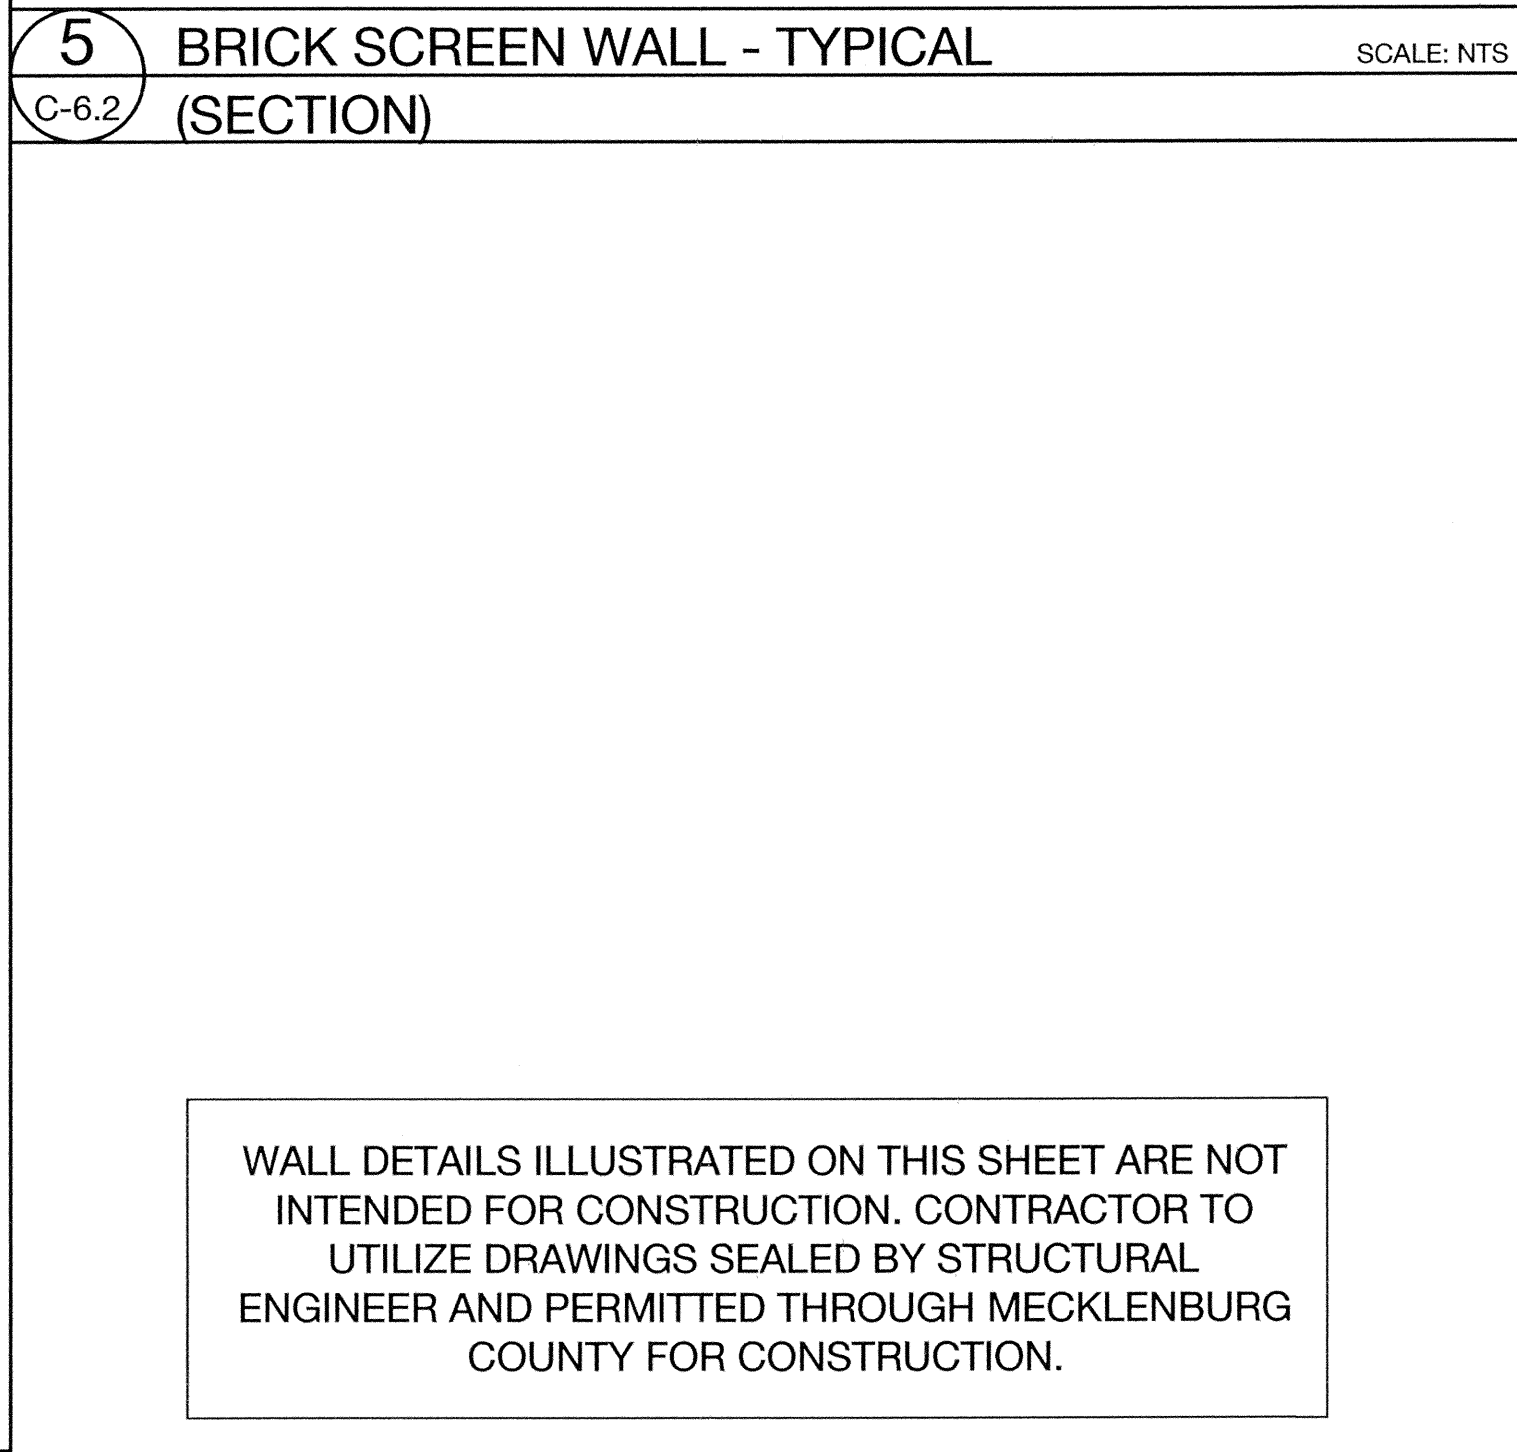 5
BRICK SCREEN WALL - TYPICAL
SCALE: NTS
C-6.2
(SECTION)
WALL DETAILS ILLUSTRATED ON THIS SHEET ARE NOT
INTENDED FOR CONSTRUCTION. CONTRACTOR TO
UTILIZE DRAWINGS SEALED BY STRUCTURAL
ENGINEER AND PERMITTED THROUGH MECKLENBURG
COUNTY FOR CONSTRUCTION.